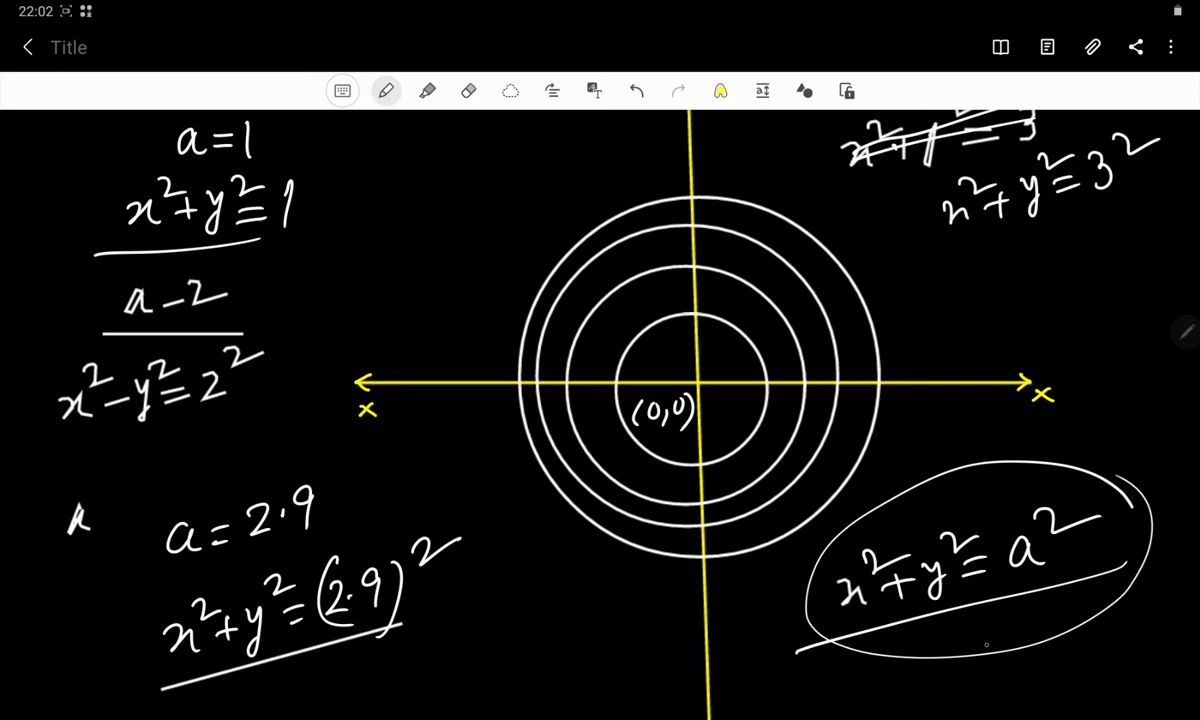 22:02
Title
a=1
x²+y²=1
a-2
x²-y²=2²
a=2.9
x²+y²=(2.9)²
(0,0)
x
x
x²+y²=3²
x²+y²=a²